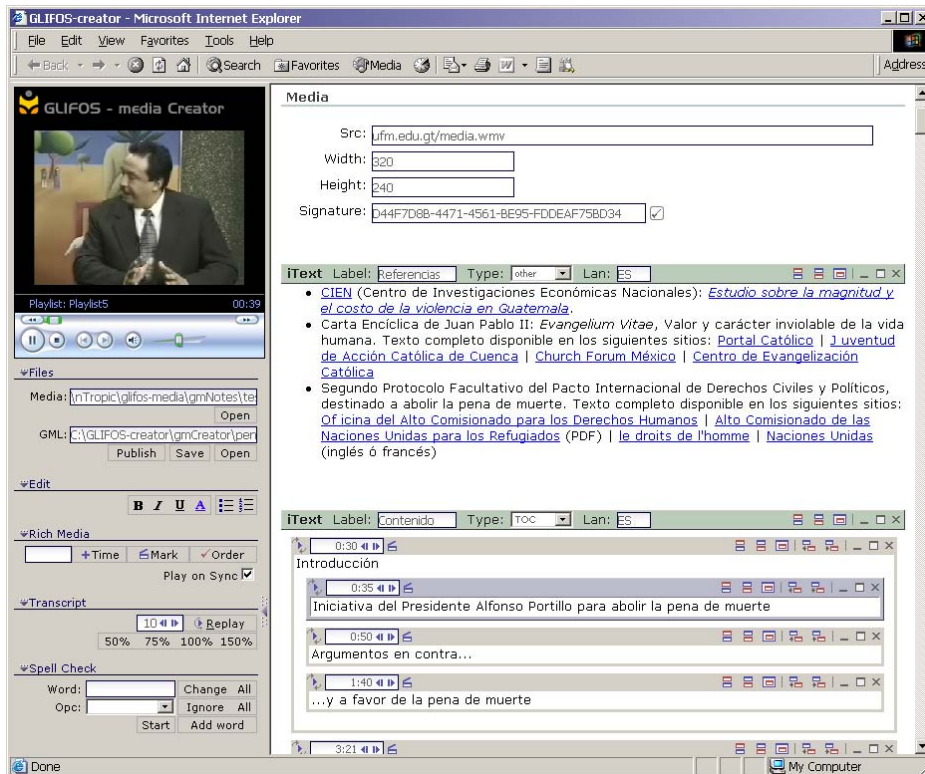 GLIFOS-creator - Microsoft Internet Explorer
File Edit View Favorites Tools Help
Back Search Favorites Media Address
GLIFOS - media Creator
Playlist: Playlist5 00:39
Files
Media: \nTropic\glifos-media\gmNotes\te
Open
GML: C:\GLIFOS-creator\gmCreator\pen
Publish Save Open
Edit
B I U A
Rich Media
+Time Mark Order
Play on Sync
Transcript
10 Replay
50% 75% 100% 150%
Spell Check
Word: Change All
Opc: Ignore All
Start Add word
Media
Src: ufm.edu.gt/media.wmv
Width: 320
Height: 240
Signature: D44F7D8B-4471-4561-BE95-FDDEAF75BD34
iText Label: Referencias Type: other Lan: ES
• CIEN (Centro de Investigaciones Económicas Nacionales): Estudio sobre la magnitud y
el costo de la violencia en Guatemala.
• Carta Encíclica de Juan Pablo II: Evangelium Vitae, Valor y carácter inviolable de la vida
humana. Texto completo disponible en los siguientes sitios: Portal Católico | J uventud
de Acción Católica de Cuenca | Church Forum México | Centro de Evangelización
Católica
• Segundo Protocolo Facultativo del Pacto Internacional de Derechos Civiles y Políticos,
destinado a abolir la pena de muerte. Texto completo disponible en los siguientes sitios:
Of icina del Alto Comisionado para los Derechos Humanos | Alto Comisionado de las
Naciones Unidas para los Refugiados (PDF) | le droits de l'homme | Naciones Unidas
(inglés ó francés)
iText Label: Contenido Type: TOC Lan: ES
0:30
Introducción
0:35
Iniciativa del Presidente Alfonso Portillo para abolir la pena de muerte
0:50
Argumentos en contra...
1:40
...y a favor de la pena de muerte
3:21
Done My Computer